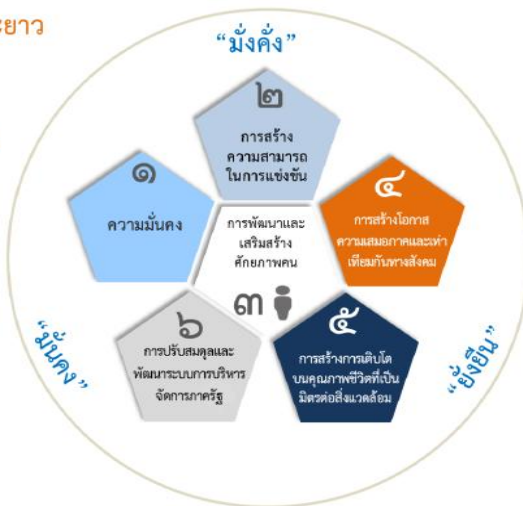 ะยาว
“มั่งคั่ง”
๒
การสร้าง
ความสามารถ
ในการแข่งขัน
๑
ความมั่นคง
๔
การสร้างโอกาส
ความเสมอภาคและเท่า
เทียมกันทางสังคม
การพัฒนาและ
เสริมสร้าง
ศักยภาพคน
๓
๖
การปรับสมดุลและ
พัฒนาระบบการบริหาร
จัดการภาครัฐ
๕
การสร้างการเติบโต
บนคุณภาพชีวิตที่เป็น
มิตรต่อสิ่งแวดล้อม
“มั่นคง”
“ยั่งยืน”